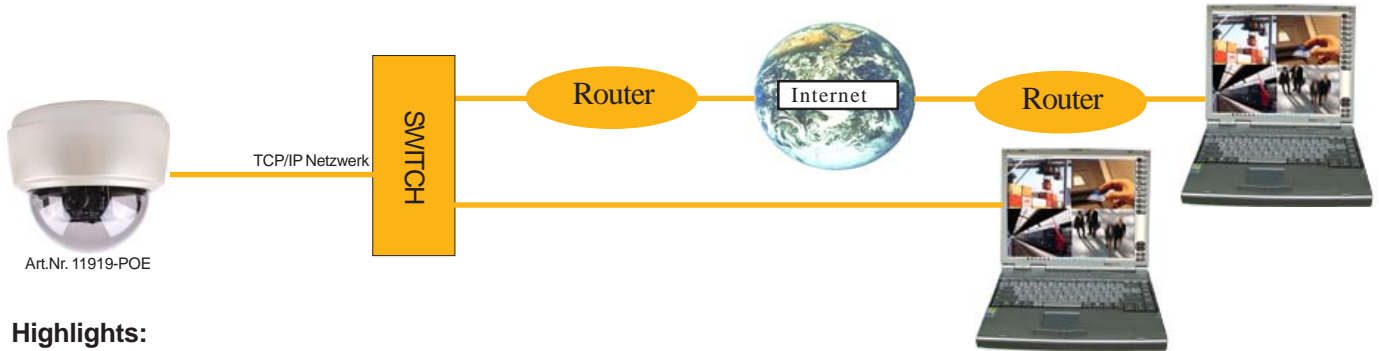 Router
Internet
Router
TCP/IP Netzwerk
SWITCH
Art.Nr. 11919-POE
Highlights: